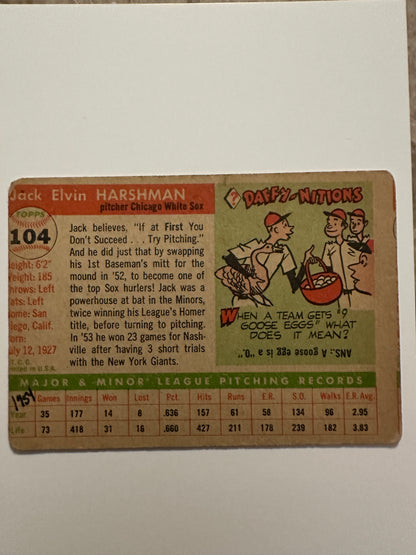 Jack Elvin HARSHMAN
pitcher Chicago White Sox
TOPPS
104
Height: 6'2"
Weight: 185
Throws: Left
Bats: Left
Home: San
Diego, Calif.
Born:
July 12, 1927
T. C. G.
Printed in U.S.A.
Jack believes, "If at First You
Don't Succeed . . . Try Pitching."
And he did just that by swapping
his 1st Baseman's mitt for the
mound in '52, to become one of
the top Sox hurlers! Jack was a
powerhouse at bat in the Minors,
twice winning his League's Homer
title, before turning to pitching.
In '53 he won 23 games for Nash-
ville after having 3 short trials
with the New York Giants.
?
DAFFY-NITIONS
WHEN A TEAM GETS "9
GOOSE EGGS" WHAT
DOES IT MEAN?
ANS.: A goose egg is a "O."
MAJOR & MINOR LEAGUE PITCHING RECORDS
1954
Games Innings Won Lost Pct. Hits Runs E.R. S.O. Walks E.R.Avg.
Year 35 177 14 8 .636 157 61 58 134 96 2.95
Life 73 418 31 16 .660 427 211 178 239 182 3.83